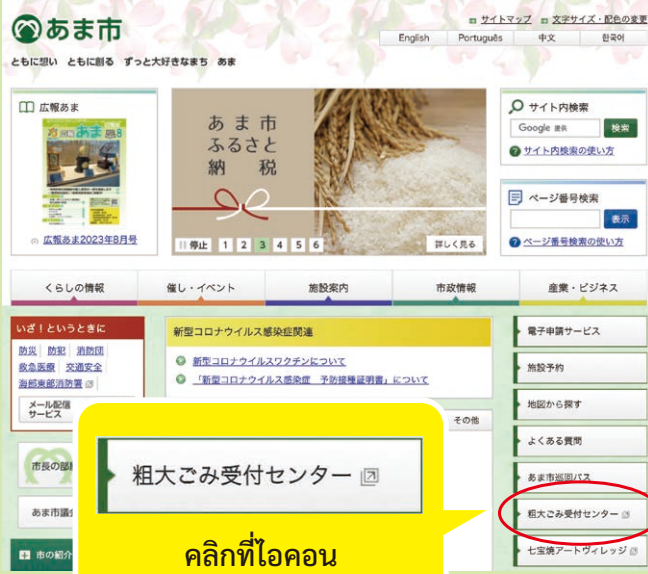 あま市
ともに想い ともに創る ずっと大好きなまち あま
サイトマップ 文字サイズ・配色の変更
English Português 中文 한국어
広報あま
広報 あま 8
広報あま2023年8月号
あま市
ふるさと
納税
停止 1 2 3 4 5 6
詳しく見る
サイト内検索
Google 提供 検索
サイト内検索の使い方
ページ番号検索
表示
ページ番号検索の使い方
くらしの情報 催し・イベント 施設案内 市政情報 産業・ビジネス
いざ!というときに
防災 防犯 消防団
救急医療 交通安全
海部東部消防署
メール配信
サービス
市長の部
あま市議
市の紹介
新型コロナウイルス感染症関連
新型コロナウイルスワクチンについて
「新型コロナウイルス感染症 予防接種証明書」について
その他
粗大ごみ受付センター
คลิกที่ไอคอน
電子申請サービス
施設予約
地図から探す
よくある質問
あま市巡回バス
粗大ごみ受付センター
七宝焼アートヴィレッジ